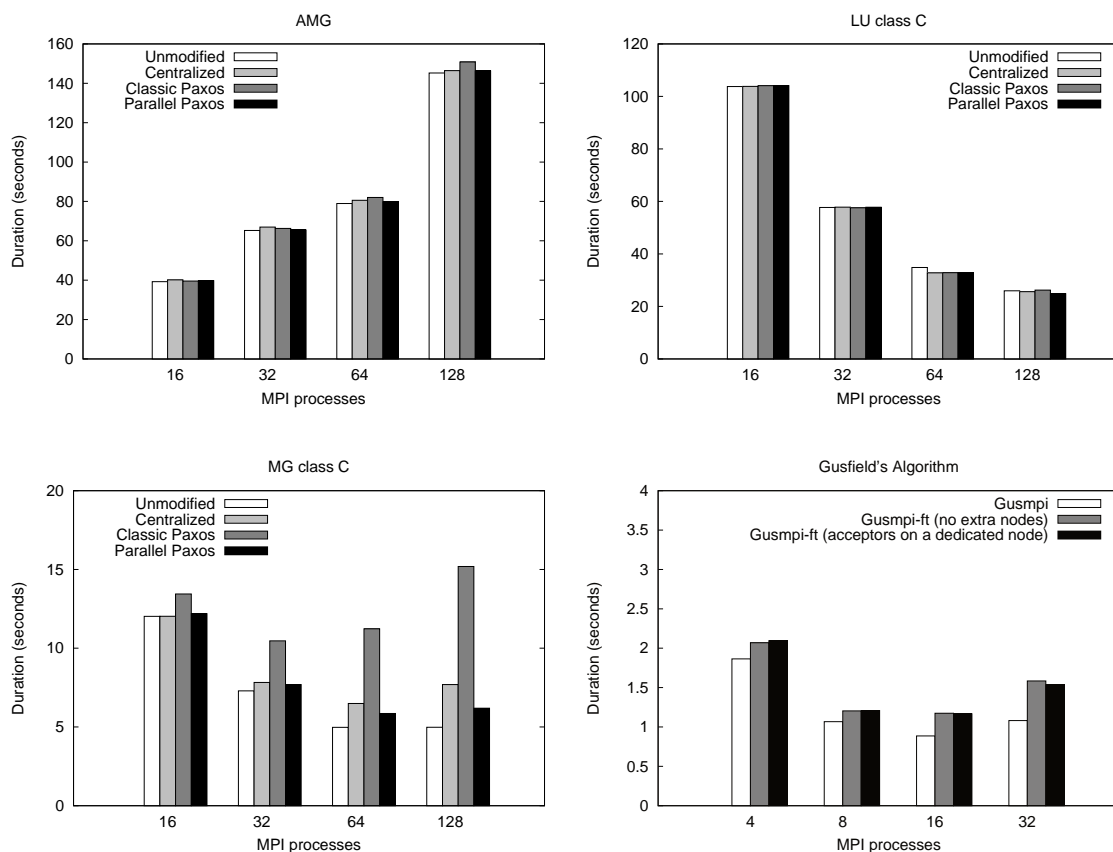 AMG
160
140
120
100
80
60
40
20
0
Duration (seconds)
Unmodified
Centralized
Classic Paxos
Parallel Paxos
16 32 64 128
MPI processes
LU class C
120
100
80
60
40
20
0
Duration (seconds)
Unmodified
Centralized
Classic Paxos
Parallel Paxos
16 32 64 128
MPI processes
MG class C
20
15
10
5
0
Duration (seconds)
Unmodified
Centralized
Classic Paxos
Parallel Paxos
16 32 64 128
MPI processes
Gusfield's Algorithm
4
3.5
3
2.5
2
1.5
1
0.5
0
Duration (seconds)
Gusmpi
Gusmpi-ft (no extra nodes)
Gusmpi-ft (acceptors on a dedicated node)
4 8 16 32
MPI processes